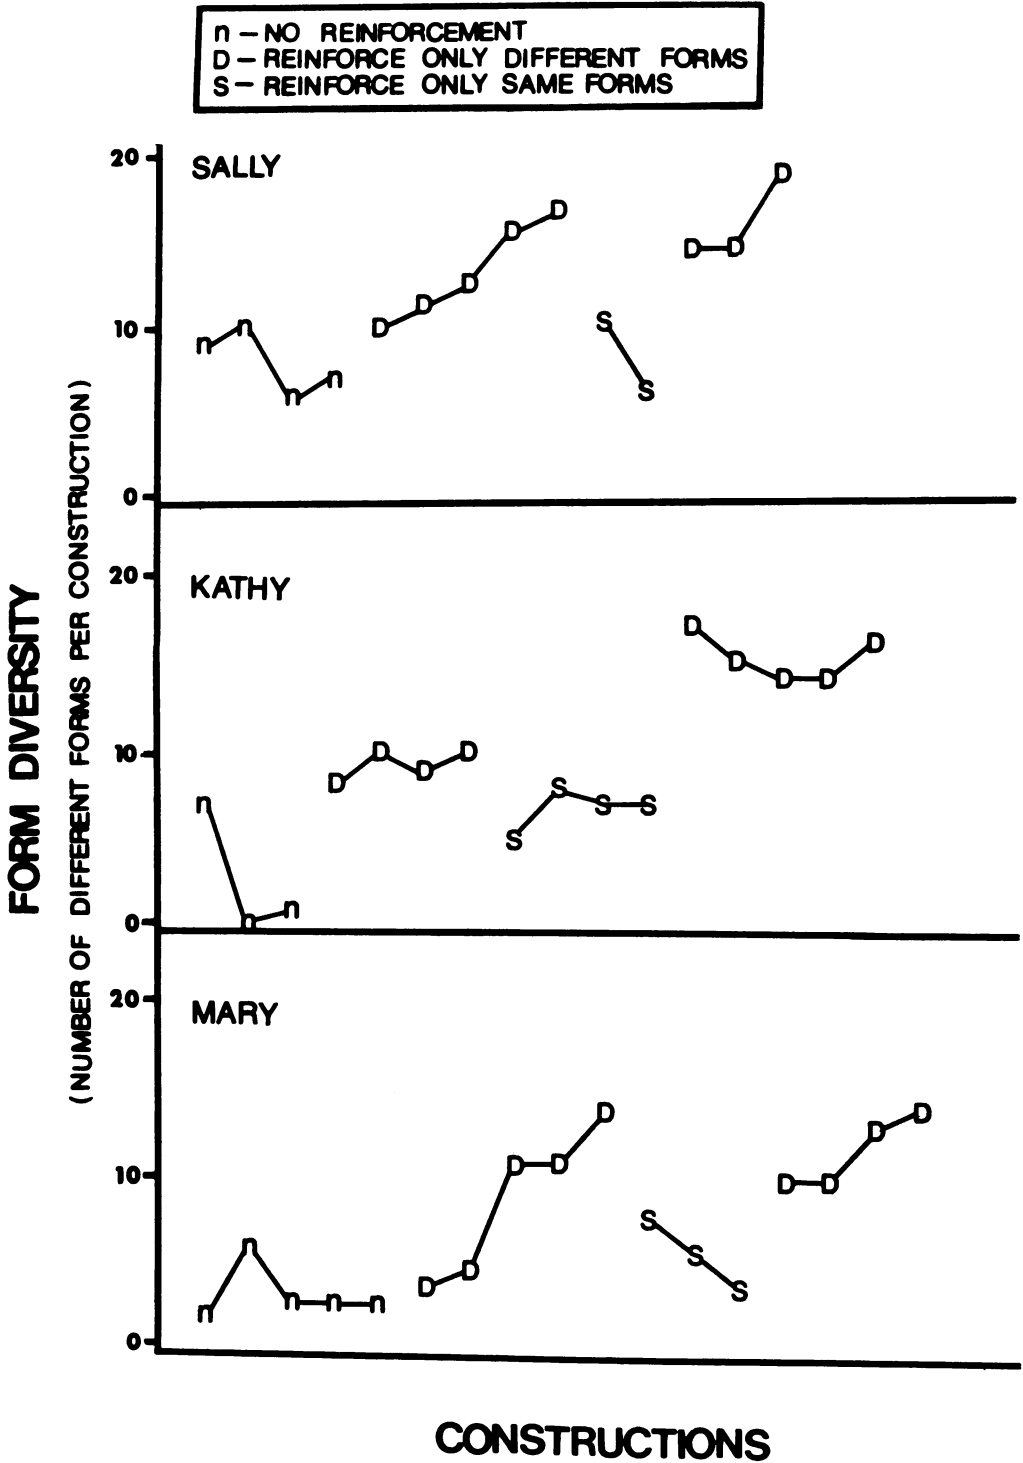 n – NO REINFORCEMENT
D – REINFORCE ONLY DIFFERENT FORMS
S – REINFORCE ONLY SAME FORMS
FORM DIVERSITY
(NUMBER OF DIFFERENT FORMS PER CONSTRUCTION)
20
SALLY
10
0
n n n n
D D D D D
S S
D D D
20
KATHY
10
0
n n n
D D D D
S S S S
D D D D D
20
MARY
10
0
n n n n n
D D D D D
S S S
D D D D
CONSTRUCTIONS